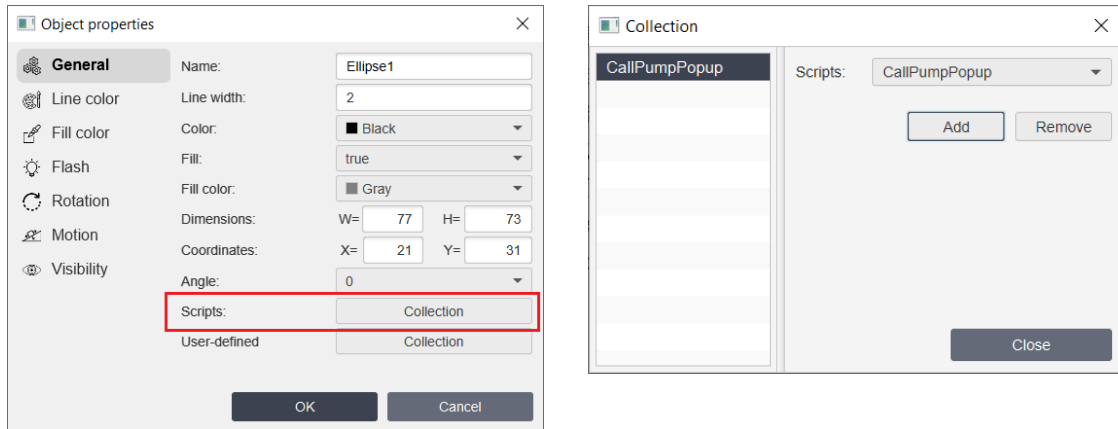 Object properties
General
Line color
Fill color
Flash
Rotation
Motion
Visibility
Name: Ellipse1
Line width: 2
Color: Black
Fill: true
Fill color: Gray
Dimensions: W= 77 H= 73
Coordinates: X= 21 Y= 31
Angle: 0
Scripts: Collection
User-defined Collection
OK Cancel
Collection
CallPumpPopup
Scripts: CallPumpPopup
Add Remove
Close